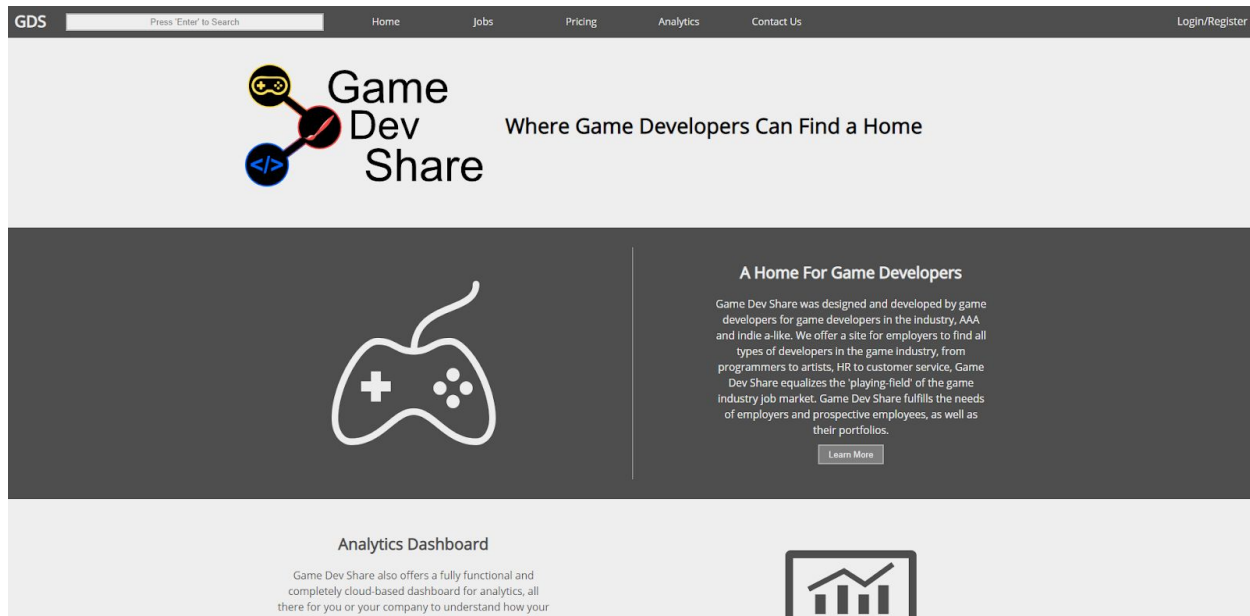 GDS
Press 'Enter' to Search
Home
Jobs
Pricing
Analytics
Contact Us
Login/Register
Game
Dev
Share
</>
Where Game Developers Can Find a Home
A Home For Game Developers
Game Dev Share was designed and developed by game
developers for game developers in the industry, AAA
and indie a-like. We offer a site for employers to find all
types of developers in the game industry, from
programmers to artists, HR to customer service, Game
Dev Share equalizes the 'playing-field' of the game
industry job market. Game Dev Share fulfills the needs
of employers and prospective employees, as well as
their portfolios.
Learn More
Analytics Dashboard
Game Dev Share also offers a fully functional and
completely cloud-based dashboard for analytics, all
there for you or your company to understand how your